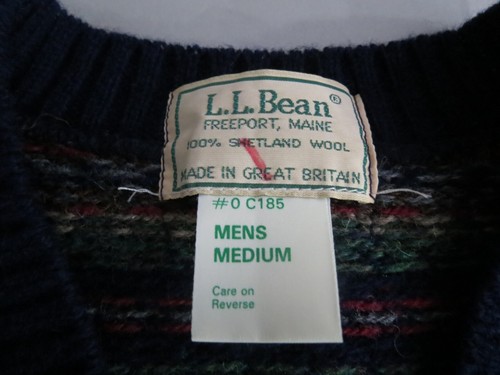 L.L.Bean®
FREEPORT, MAINE
100% SHETLAND WOOL
MADE IN GREAT BRITAIN
#0 C185
MENS
MEDIUM
Care on
Reverse